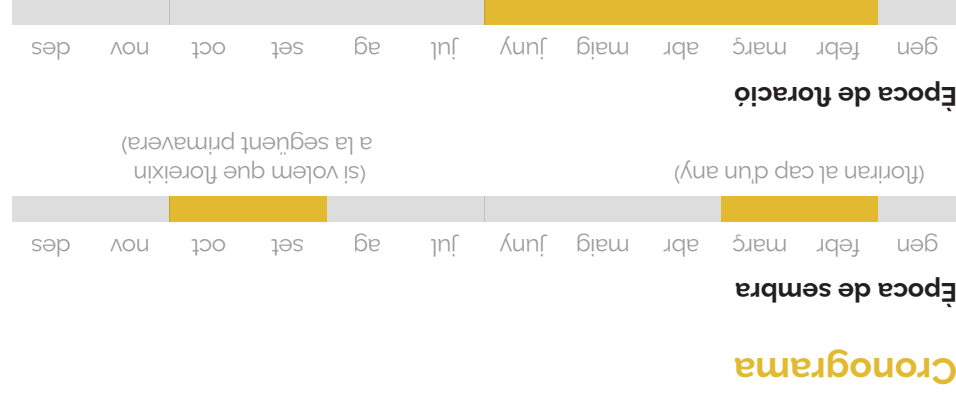 Cronograma
Època de sembra
gen febr març abr maig juny jul ag set oct nov des
(floriran al cap d'un any)
(si volem que floreixin
a la següent primavera)
Època de floració
gen febr març abr maig juny jul ag set oct nov des